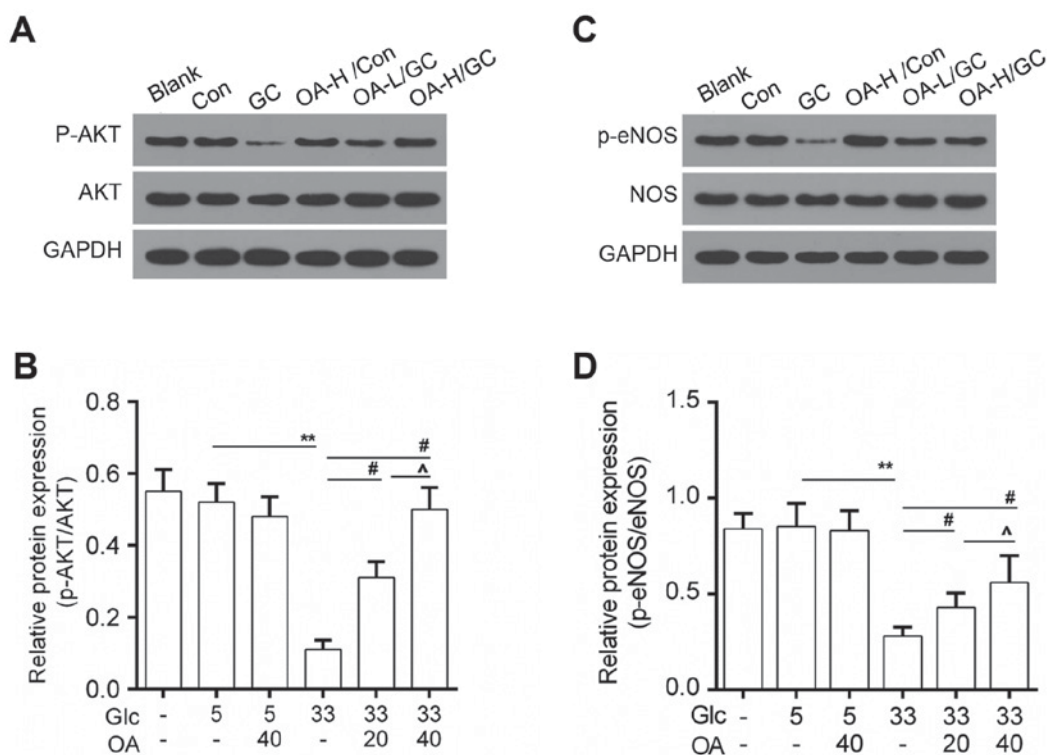 A
Blank Con GC OA-H /Con OA-L/GC OA-H/GC
P-AKT
AKT
GAPDH
C
Blank Con GC OA-H /Con OA-L/GC OA-H/GC
p-eNOS
NOS
GAPDH
B
Relative protein expression
(p-AKT/AKT)
0.8
0.6
0.4
0.2
0.0
** # # ^
Glc - 5 5 33 33 33
OA - - 40 - 20 40
D
Relative protein expression
(p-eNOS/eNOS)
1.5
1.0
0.5
0.0
** # # ^
Glc - 5 5 33 33 33
OA - - 40 - 20 40